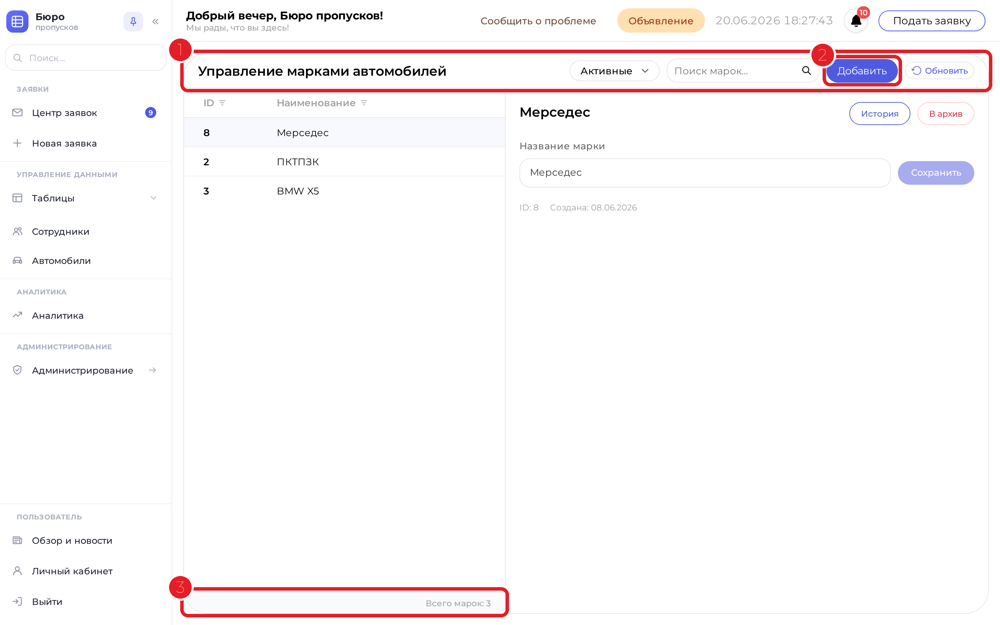 Бюро
пропусков
Поиск...
ЗАЯВКИ
Центр заявок 9
Новая заявка
УПРАВЛЕНИЕ ДАННЫМИ
Таблицы
Сотрудники
Автомобили
АНАЛИТИКА
Аналитика
АДМИНИСТРИРОВАНИЕ
Администрирование
ПОЛЬЗОВАТЕЛЬ
Обзор и новости
Личный кабинет
Выйти
Добрый вечер, Бюро пропусков!
Мы рады, что вы здесь!
Сообщить о проблеме
Объявление
20.06.2026 18:27:43
10
Подать заявку
1
Управление марками автомобилей
Активные
Поиск марок...
2
Добавить
Обновить
ID Наименование
8 Мерседес
2 ПКТПЗК
3 BMW X5
3
Всего марок: 3
Мерседес
История
В архив
Название марки
Мерседес
Сохранить
ID: 8 Создана: 08.06.2026